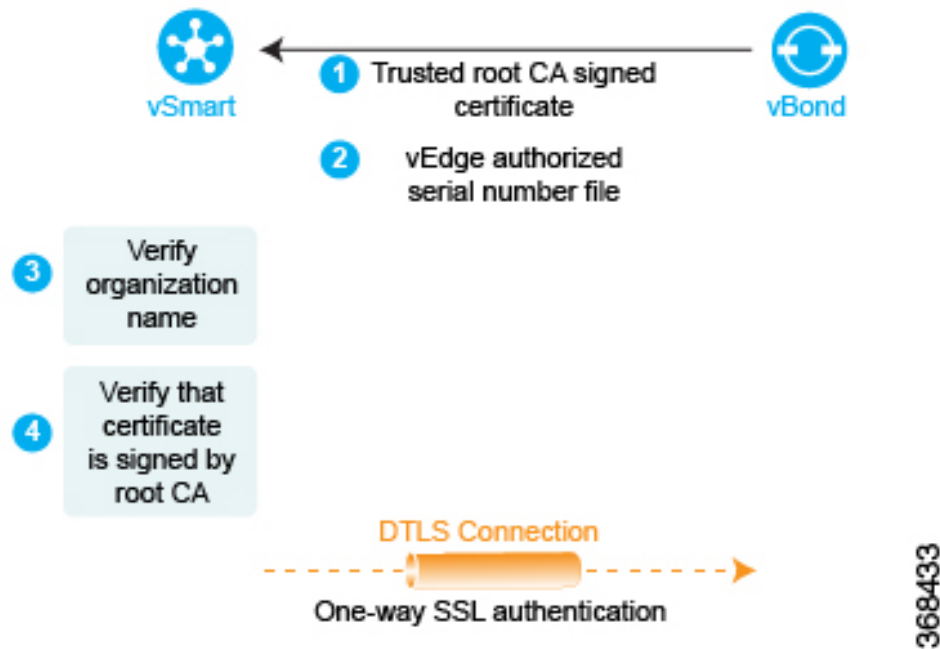 vSmart
vBond
1 Trusted root CA signed
certificate
2 vEdge authorized
serial number file
3 Verify
organization
name
4 Verify that
certificate
is signed by
root CA
DTLS Connection
One-way SSL authentication
368433